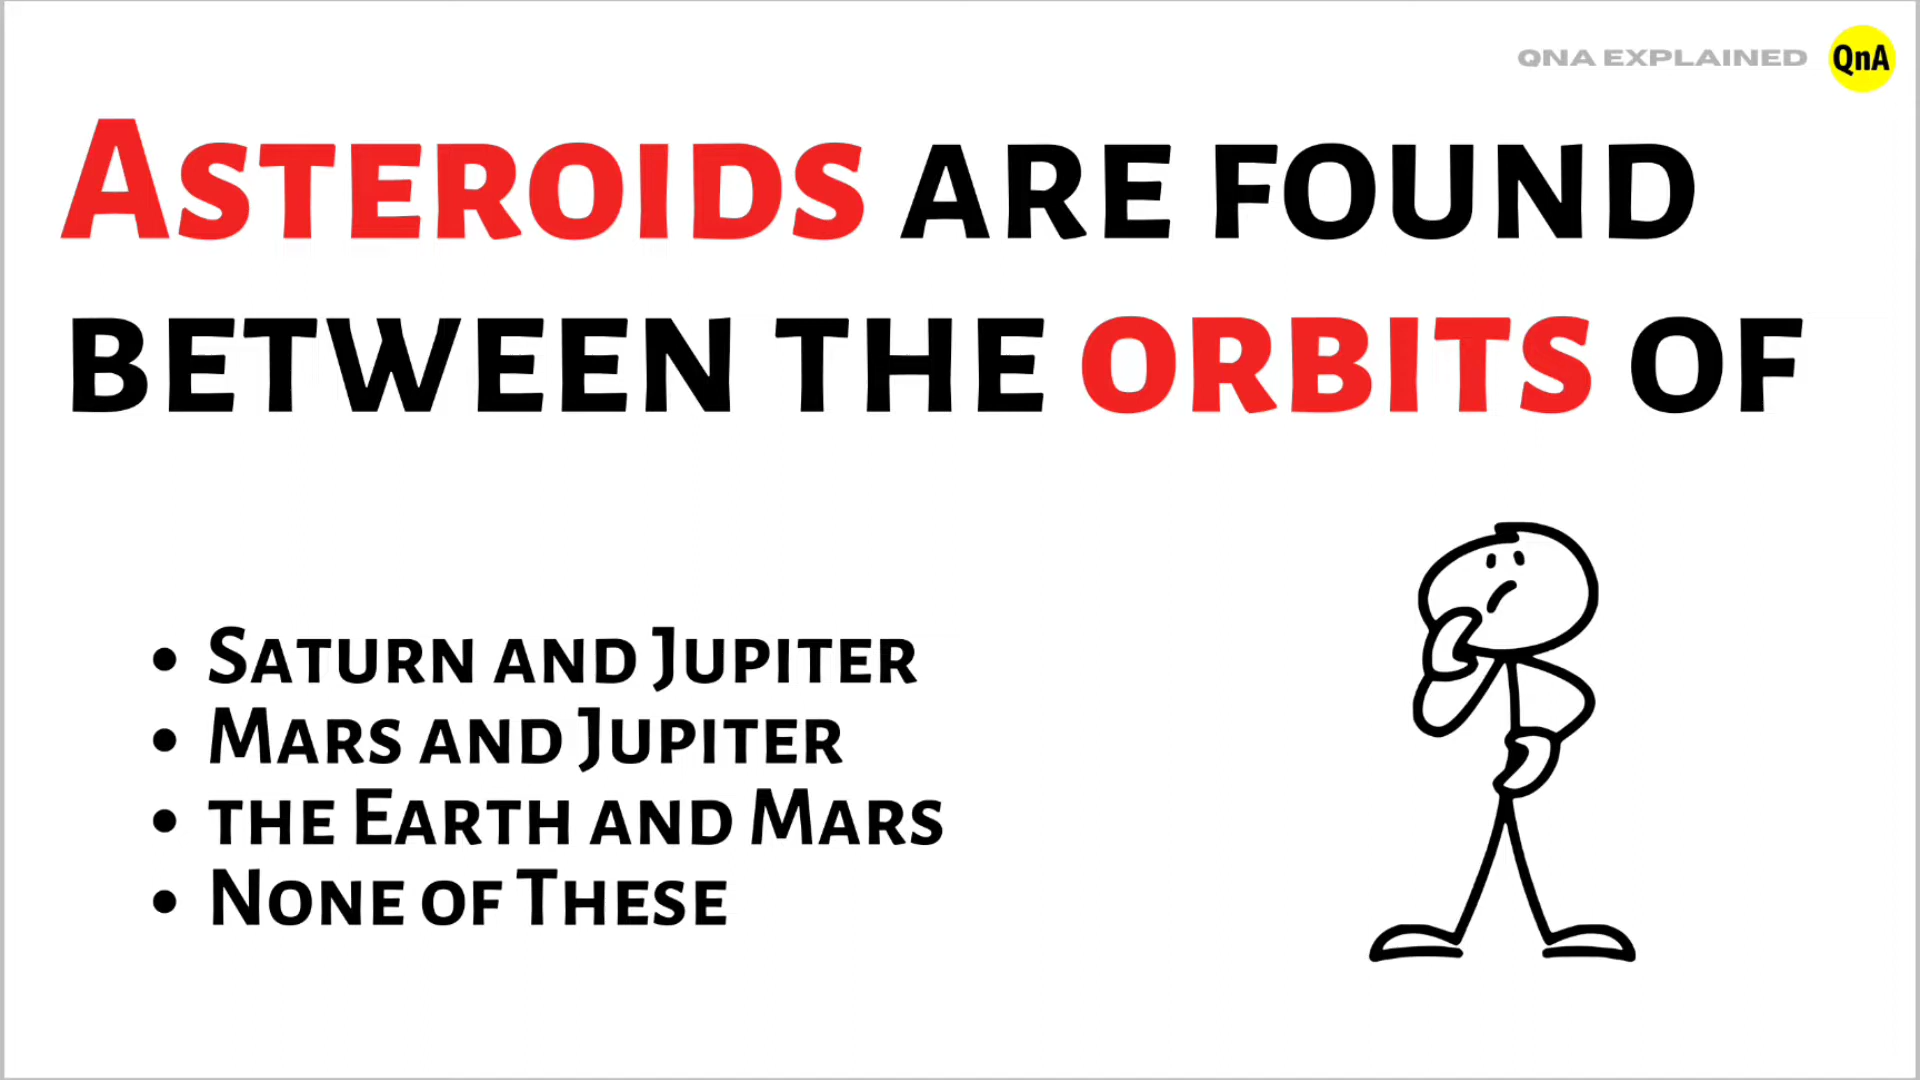 QNA EXPLAINED QnA
Asteroids are found
between the orbits of
• Saturn and Jupiter
• Mars and Jupiter
• the Earth and Mars
• None of These